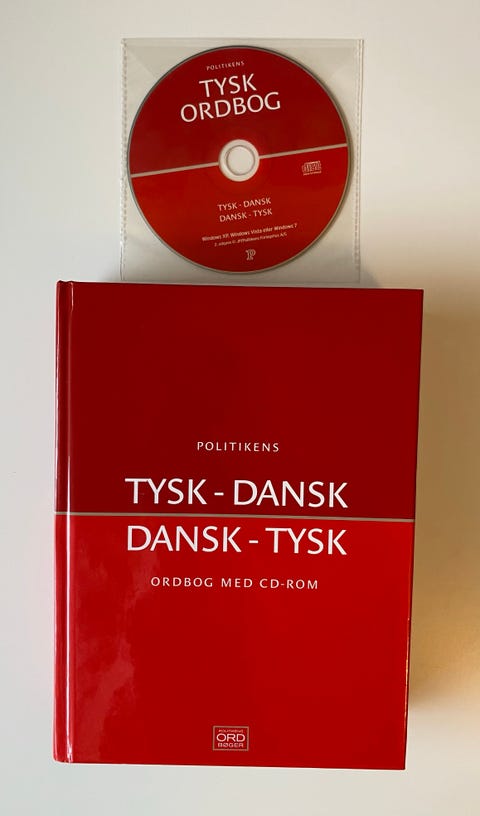 POLITIKENS
TYSK
ORDBOG
TYSK - DANSK
DANSK - TYSK
Windows XP, Windows Vista eller Windows 7
P
POLITIKENS
TYSK - DANSK
DANSK - TYSK
ORDBOG MED CD-ROM
POLITIKENS
ORD
BØGER